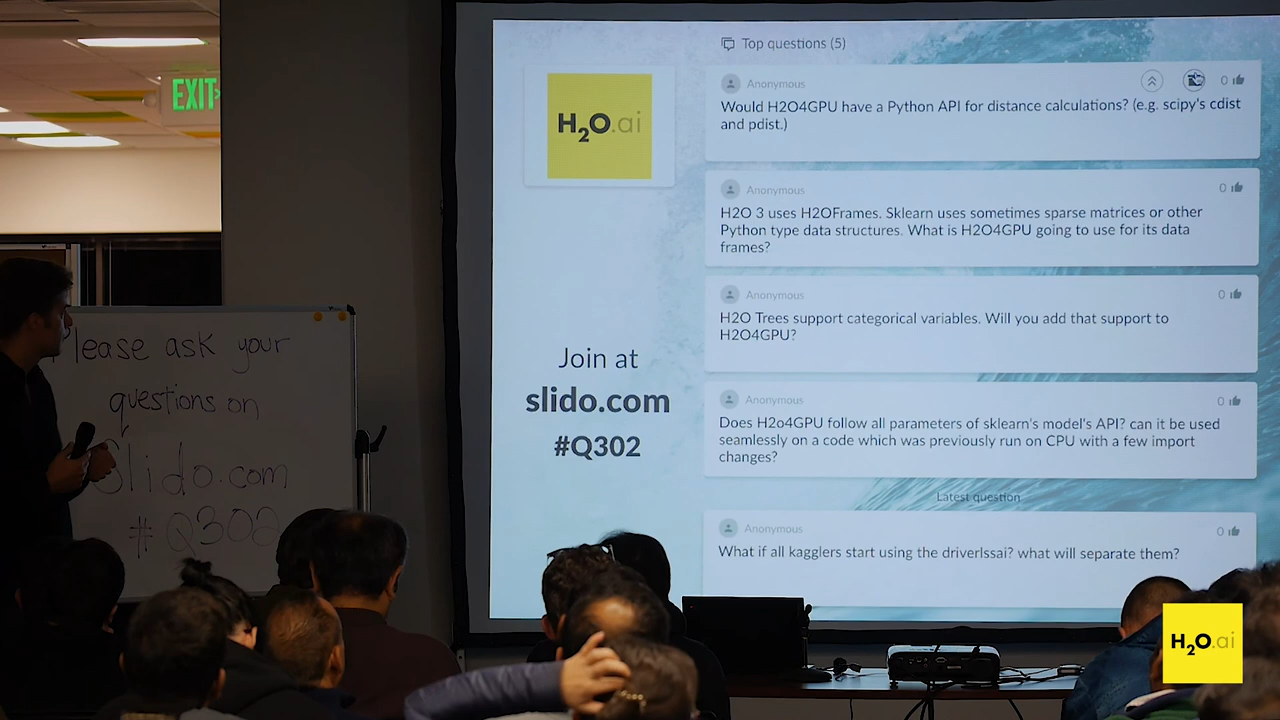 EXIT
Please ask your
questions on
Slido.com
# Q302
H2O.ai
Join at
slido.com
#Q302
Top questions (5)
Anonymous
0
Would H2O4GPU have a Python API for distance calculations? (e.g. scipy's cdist
and pdist.)
Anonymous
0
H2O 3 uses H2OFrames. Sklearn uses sometimes sparse matrices or other
Python type data structures. What is H2O4GPU going to use for its data
frames?
Anonymous
0
H2O Trees support categorical variables. Will you add that support to
H2O4GPU?
Anonymous
0
Does H2o4GPU follow all parameters of sklearn's model's API? can it be used
seamlessly on a code which was previously run on CPU with a few import
changes?
Latest question
Anonymous
0
What if all kagglers start using the driverlssai? what will separate them?
H2O.ai